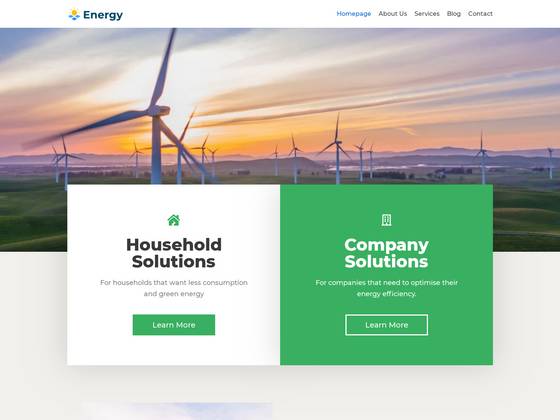 Energy
Homepage About Us Services Blog Contact
Household
Solutions
For households that want less consumption
and green energy
Learn More
Company
Solutions
For companies that need to optimise their
energy efficiency.
Learn More